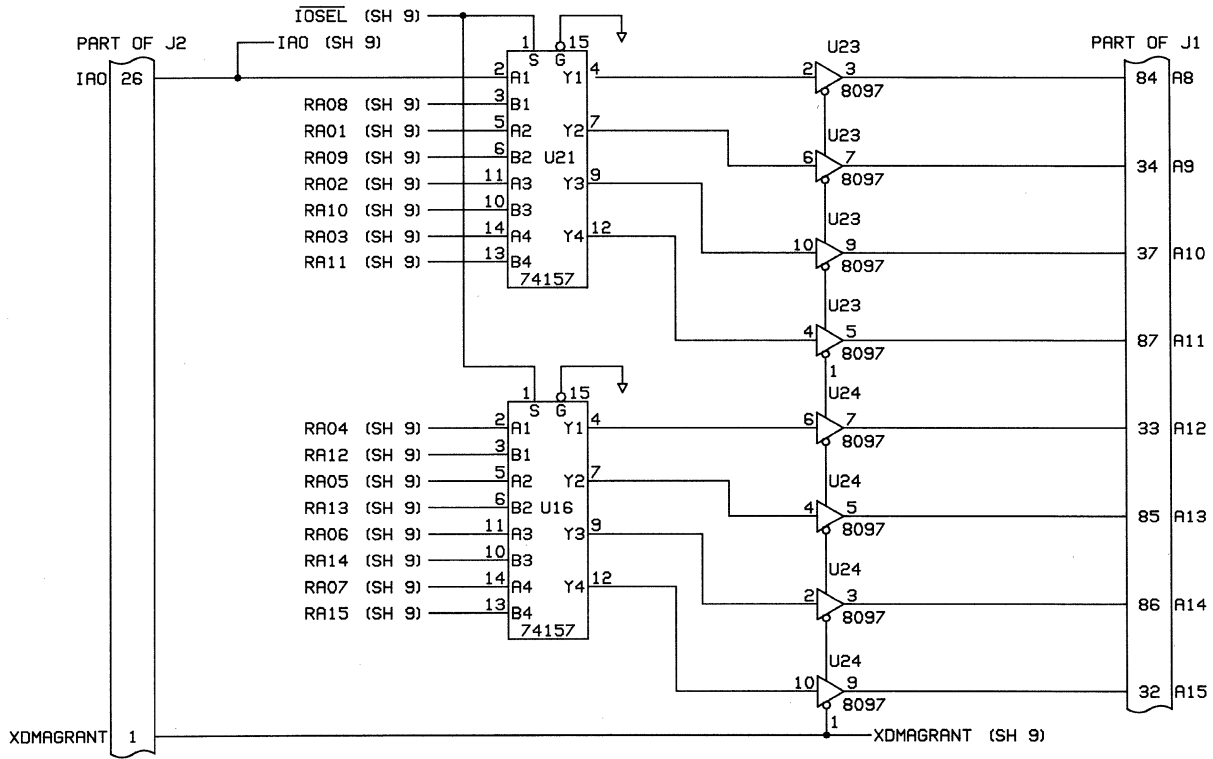 IOSEL (SH 9)
PART OF J2
IA0 (SH 9)
1 15
S G
PART OF J1
IA0 26
2 A1 Y1 4
2 U23 3
8097
84 A8
RA08 (SH 9) 3 B1
RA01 (SH 9) 5 A2 Y2 7
U23
6 7
8097
34 A9
RA09 (SH 9) 6 B2 U21
RA02 (SH 9) 11 A3 Y3 9
RA10 (SH 9) 10 B3
U23
10 9
8097
37 A10
RA03 (SH 9) 14 A4 Y4 12
RA11 (SH 9) 13 B4
74157
U23
4 5
8097
1
87 A11
1 15
S G
U24
6 7
8097
33 A12
RA04 (SH 9) 2 A1 Y1 4
RA12 (SH 9) 3 B1
RA05 (SH 9) 5 A2 Y2 7
U24
4 5
8097
85 A13
RA13 (SH 9) 6 B2 U16
RA06 (SH 9) 11 A3 Y3 9
RA14 (SH 9) 10 B3
RA07 (SH 9) 14 A4 Y4 12
RA15 (SH 9) 13 B4
74157
U24
2 3
8097
86 A14
U24
10 9
8097
1
32 A15
XDMAGRANT 1
XDMAGRANT (SH 9)